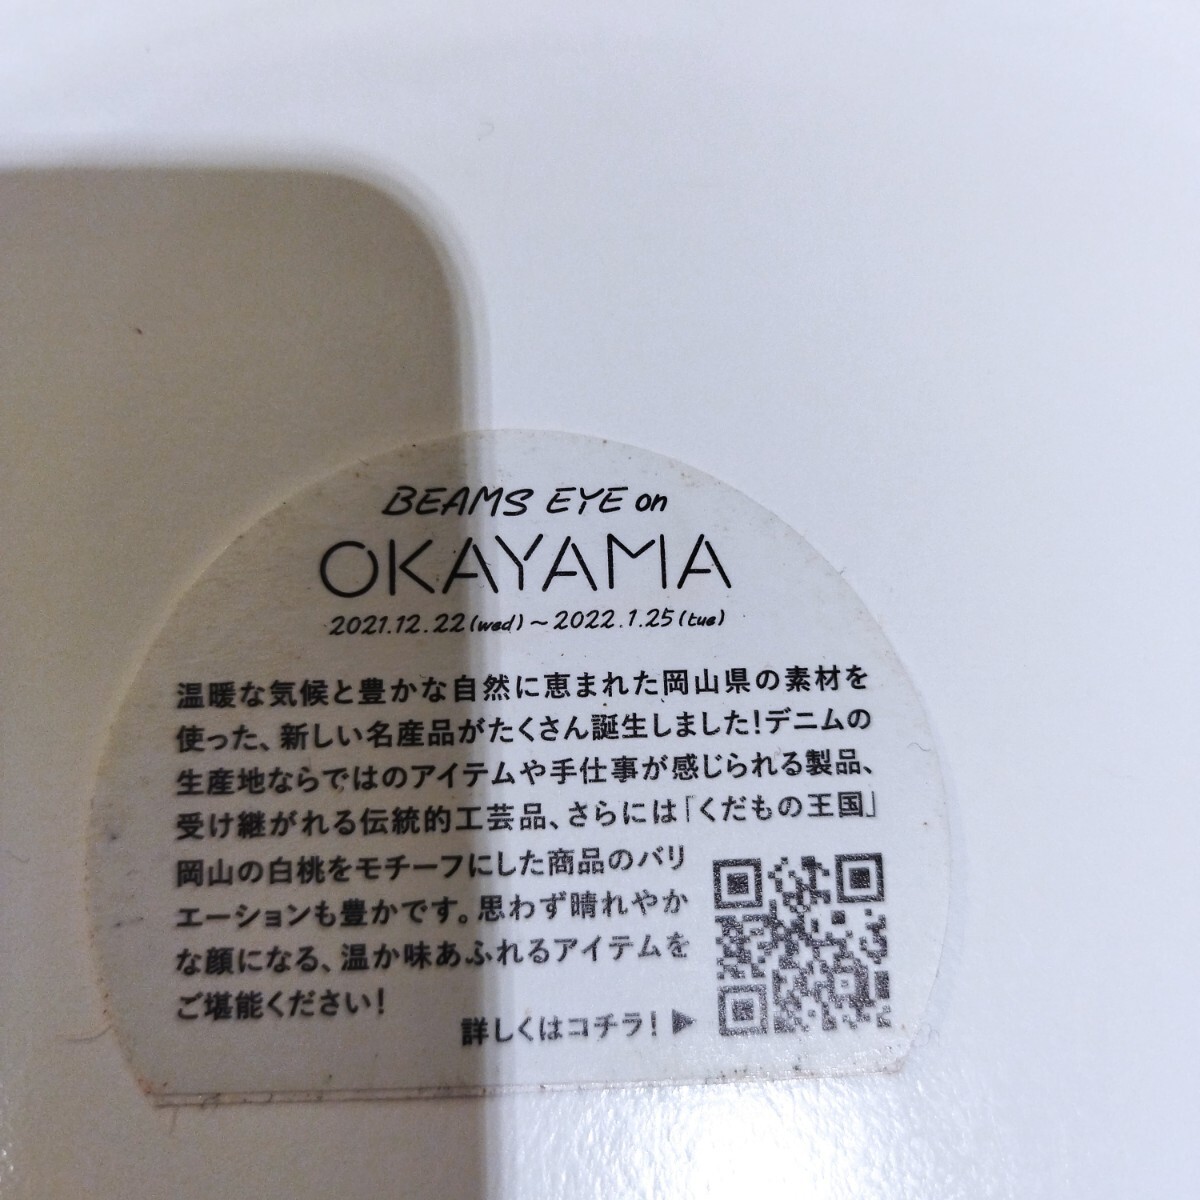 BEAMS EYE on
OKAYAMA
2021.12.22(wed)～2022.1.25(tue)
温暖な気候と豊かな自然に恵まれた岡山県の素材を
使った、新しい名産品がたくさん誕生しました！デニムの
生産地ならではのアイテムや手仕事が感じられる製品、
受け継がれる伝統的工芸品、さらには「くだもの王国」
岡山の白桃をモチーフにした商品のバリ
エーションも豊かです。思わず晴れやか
な顔になる、温か味あふれるアイテムを
ご堪能ください！
詳しくはコチラ！▶